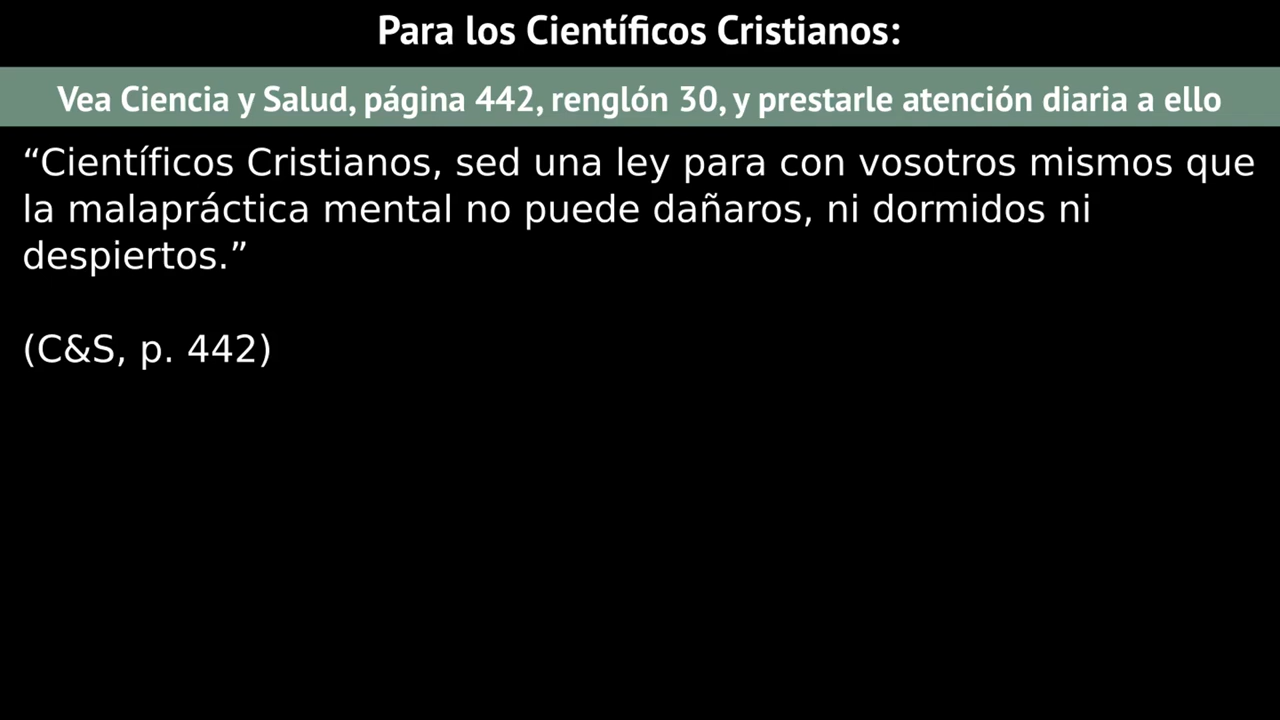 Para los Científicos Cristianos:
Vea Ciencia y Salud, página 442, renglón 30, y prestarle atención diaria a ello
“Científicos Cristianos, sed una ley para con vosotros mismos que
la malapráctica mental no puede dañaros, ni dormidos ni
despiertos.”
(C&S, p. 442)